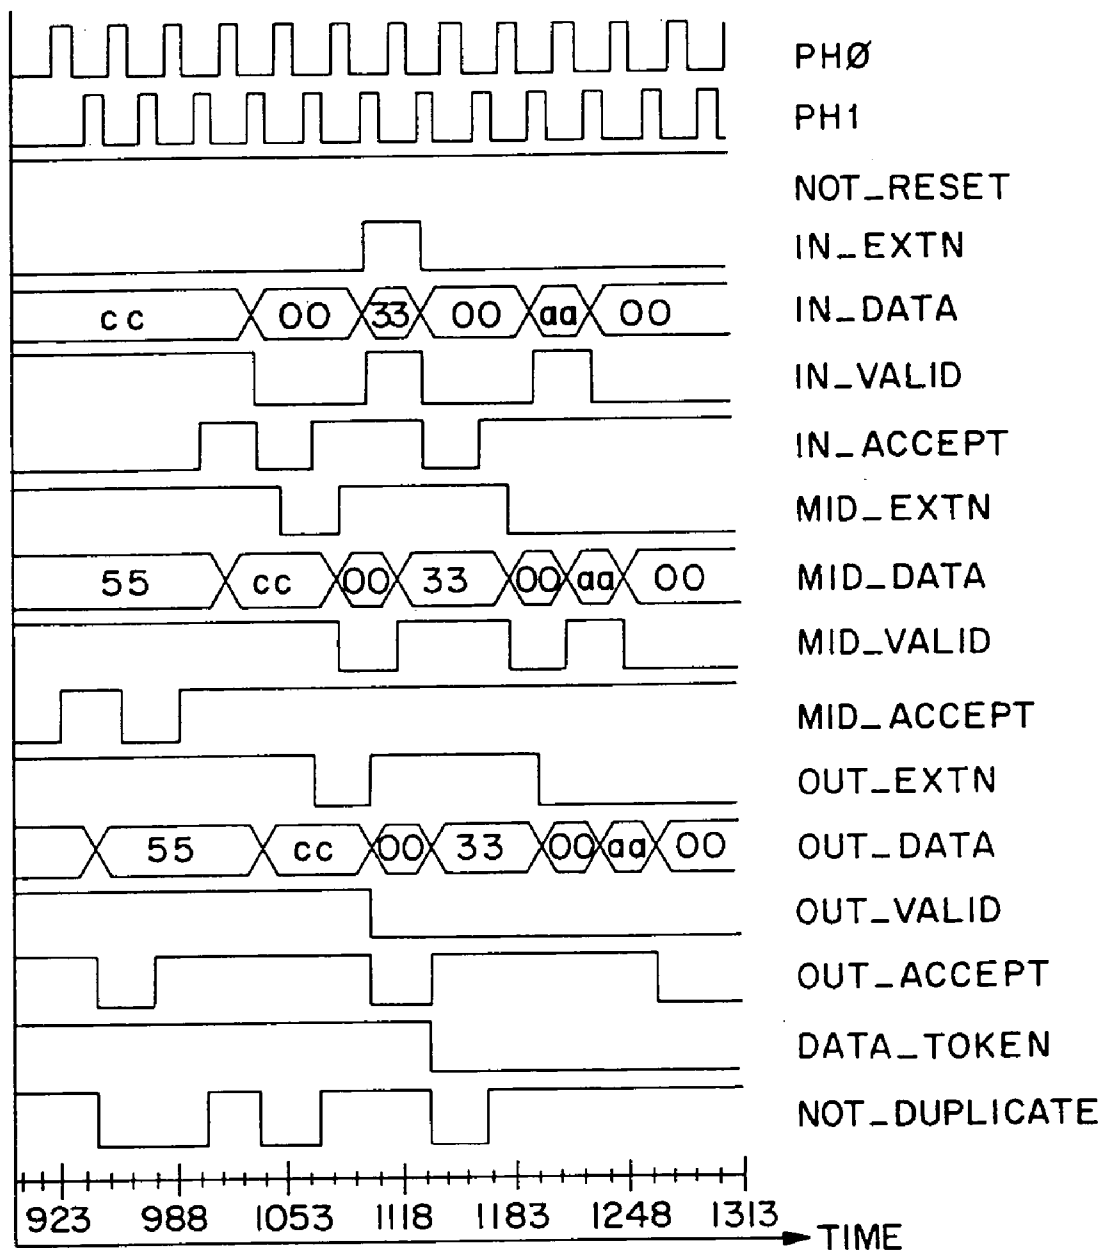 PHØ
PH1
NOT_RESET
IN_EXTN
cc 00 33 00 aa 00 IN_DATA
IN_VALID
IN_ACCEPT
MID_EXTN
55 cc 00 33 00 aa 00 MID_DATA
MID_VALID
MID_ACCEPT
OUT_EXTN
55 cc 00 33 00 aa 00 OUT_DATA
OUT_VALID
OUT_ACCEPT
DATA_TOKEN
NOT_DUPLICATE
923 988 1053 1118 1183 1248 1313
TIME